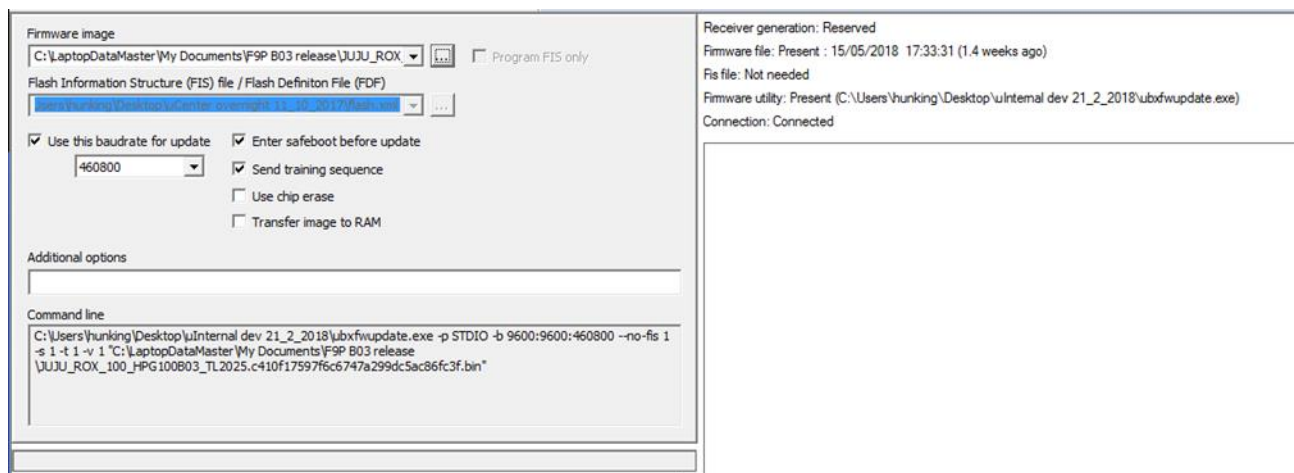 Firmware image
C:\LaptopDataMaster\My Documents\F9P B03 release\JUJU_ROX_
...
Program FIS only
Flash Information Structure (FIS) file / Flash Definiton File (FDF)
Jsers\hunking\Desktop\uCenter overnight 11_10_2017\flash.xml
...
Use this baudrate for update
Enter safeboot before update
460800
Send training sequence
Use chip erase
Transfer image to RAM
Additional options
Command line
C:\Users\hunking\Desktop\uInternal dev 21_2_2018\ubxfwupdate.exe -p STDIO -b 9600:9600:460800 --no-fis 1
-s 1 -t 1 -v 1 "C:\LaptopDataMaster\My Documents\F9P B03 release
\JUJU_ROX_100_HPG100B03_TL2025.c410f17597f6c6747a299dc5ac86fc3f.bin"
Receiver generation: Reserved
Firmware file: Present : 15/05/2018 17:33:31 (1.4 weeks ago)
Fis file: Not needed
Firmware utility: Present (C:\Users\hunking\Desktop\uInternal dev 21_2_2018\ubxfwupdate.exe)
Connection: Connected